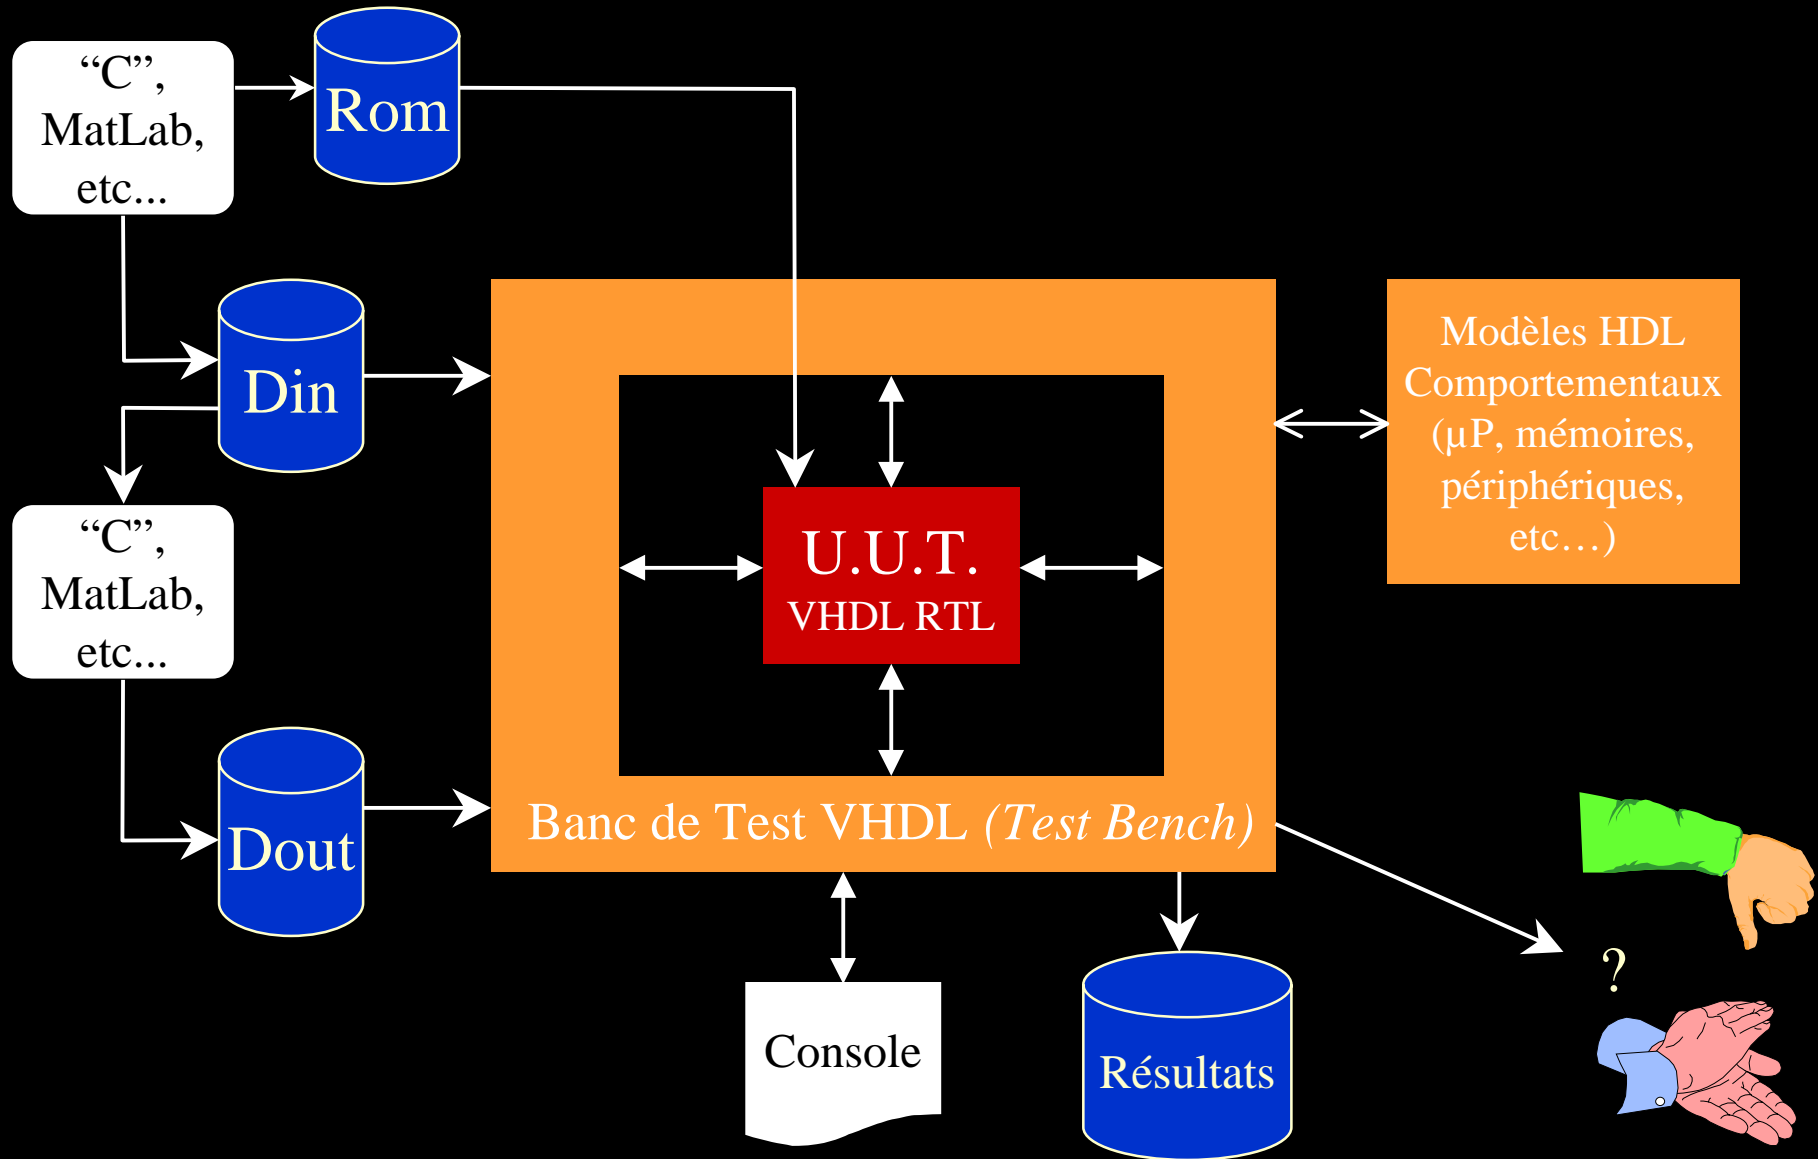 “C”,
MatLab,
etc...
Rom
Din
Modèles HDL
Comportementaux
(µP, mémoires,
périphériques,
etc…)
“C”,
MatLab,
etc...
U.U.T.
VHDL RTL
Dout
Banc de Test VHDL (Test Bench)
?
Console
Résultats